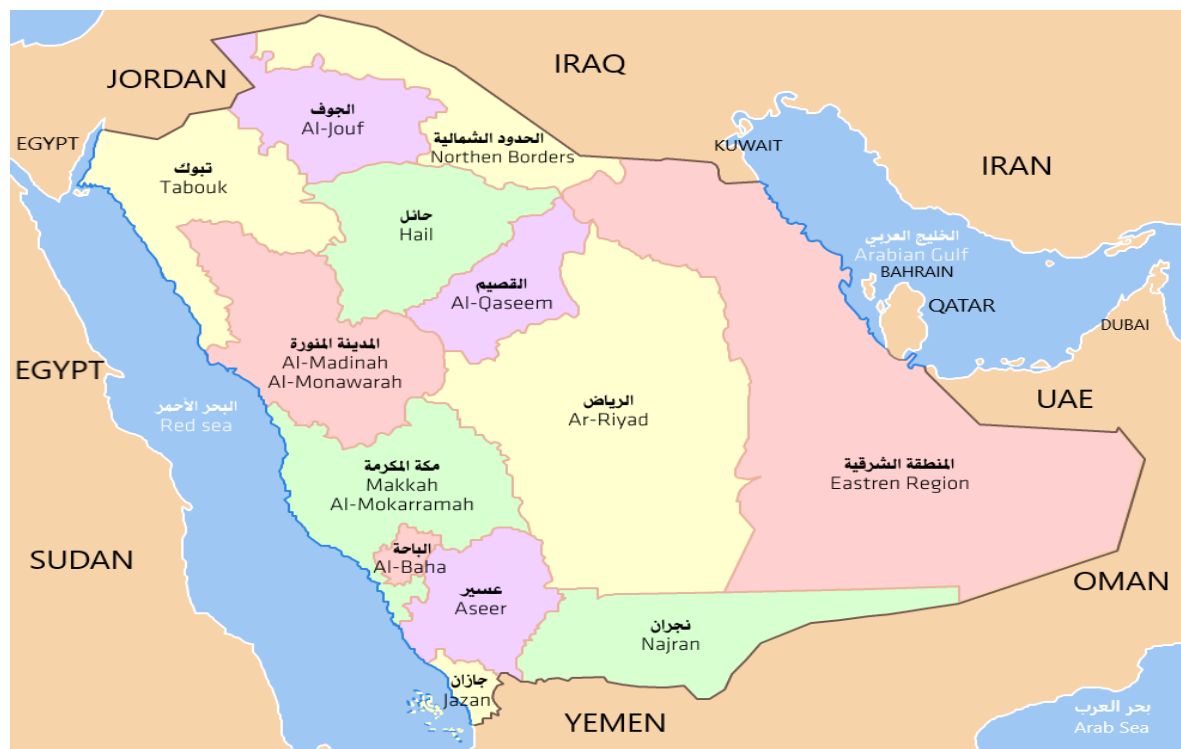 IRAQ
JORDAN
الجوف
Al-Jouf
الحدود الشمالية
Northen Borders
EGYPT
KUWAIT
IRAN
تبوك
Tabouk
حائل
Hail
الخليج العربي
Arabian Gulf
BAHRAIN
القصيم
Al-Qaseem
QATAR
DUBAI
المدينة المنورة
Al-Madinah
Al-Monawarah
EGYPT
البحر الأحمر
Red sea
الرياض
Ar-Riyad
UAE
مكة المكرمة
Makkah
Al-Mokarramah
المنطقة الشرقية
Eastren Region
الباحة
Al-Baha
SUDAN
عسير
Aseer
OMAN
نجران
Najran
جازان
Jazan
YEMEN
بحر العرب
Arab Sea